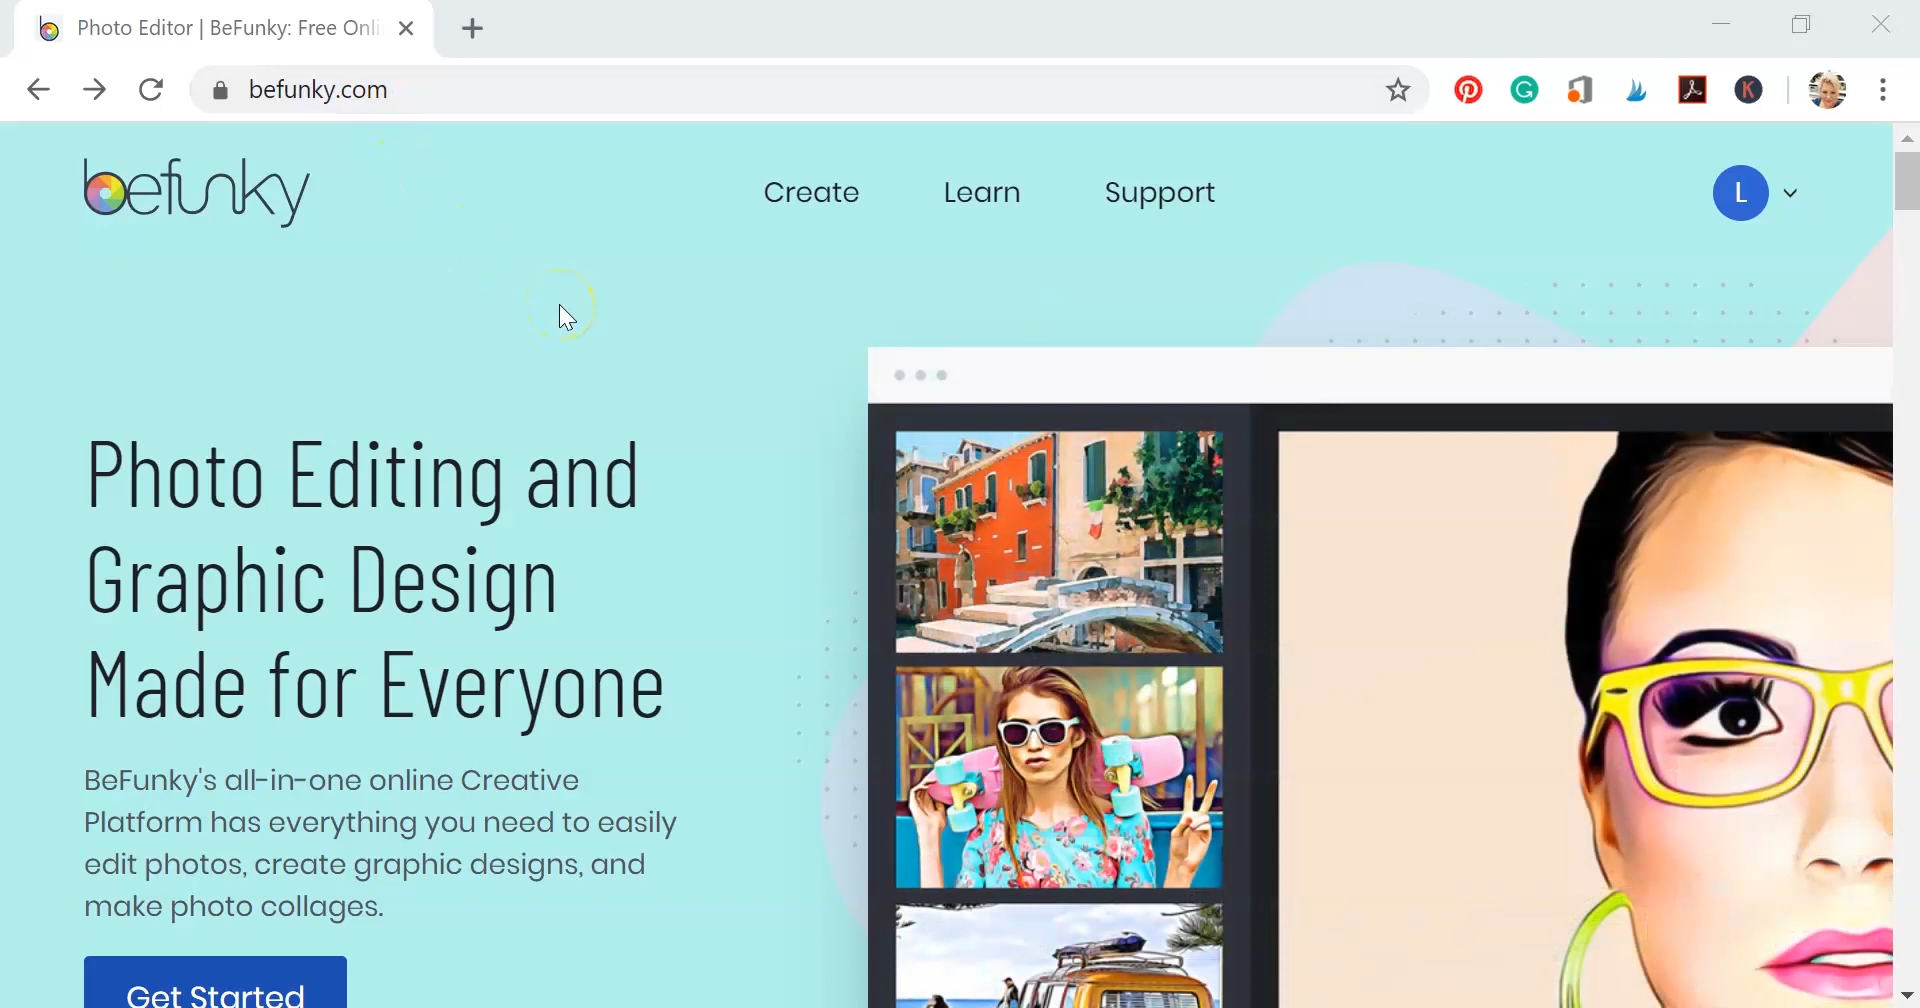 Photo Editor | BeFunky: Free Onli
befunky.com
befunky
Create
Learn
Support
L
Photo Editing and
Graphic Design
Made for Everyone
BeFunky's all-in-one online Creative
Platform has everything you need to easily
edit photos, create graphic designs, and
make photo collages.
Get Started